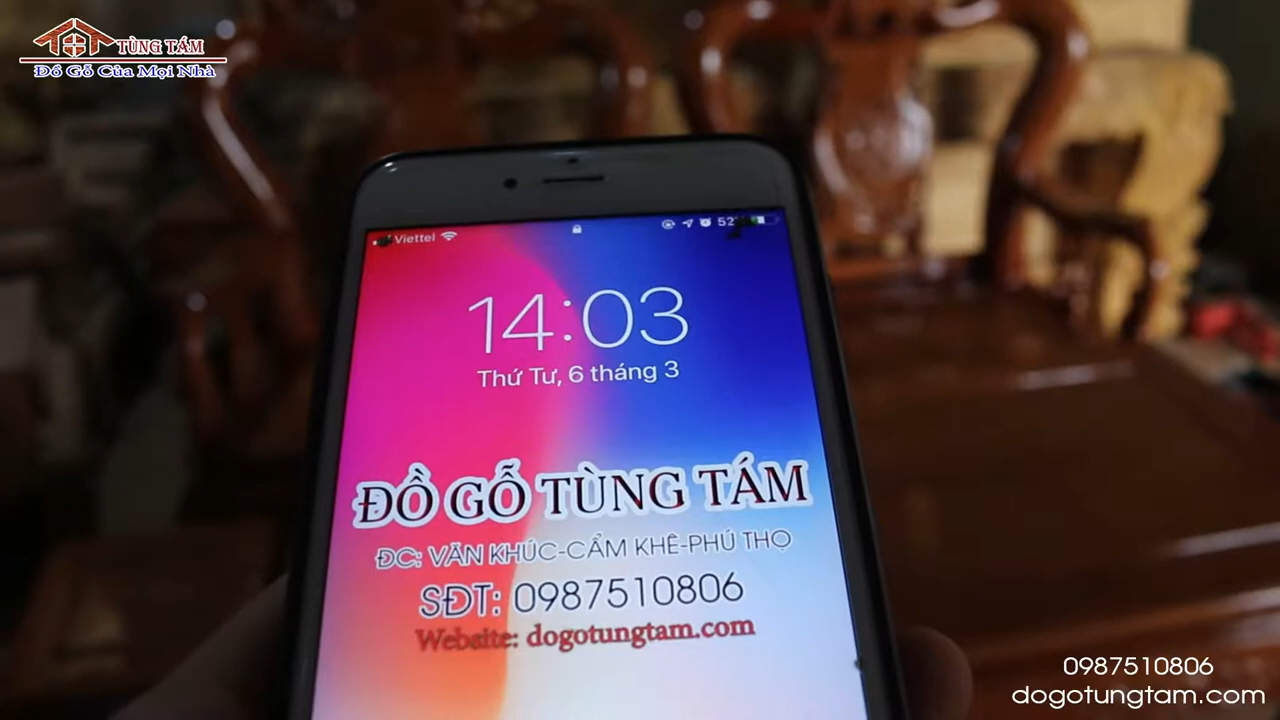 TÙNG TÁM
Đồ Gỗ Của Mọi Nhà
Viettel
52
14:03
Thứ Tư, 6 tháng 3
ĐỒ GỖ TÙNG TÁM
ĐC: VĂN KHÚC-CẨM KHÊ-PHÚ THỌ
SĐT: 0987510806
Website: dogotungtam.com
0987510806
dogotungtam.com